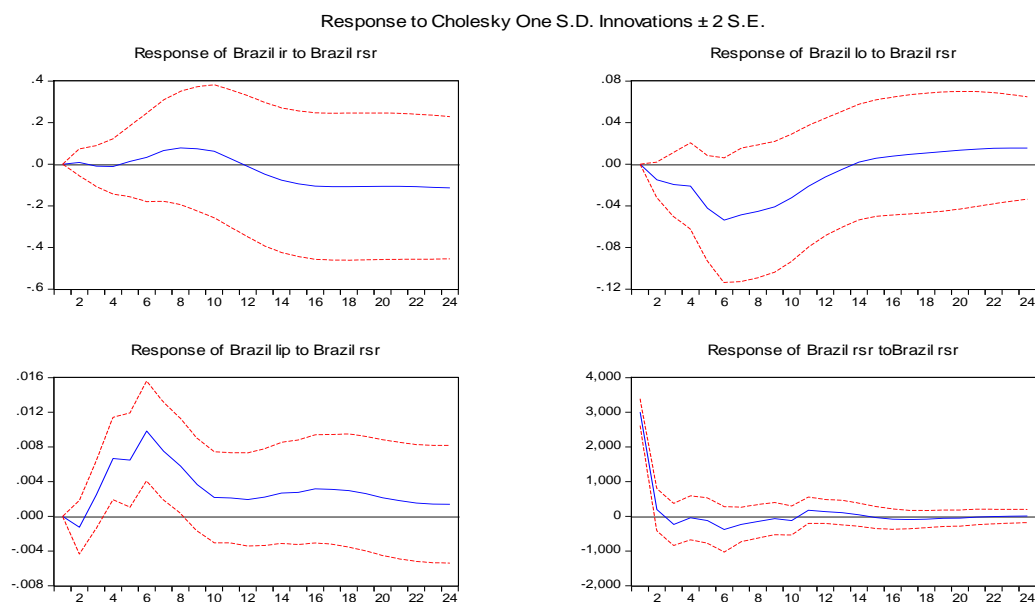 Response to Cholesky One S.D. Innovations ± 2 S.E.
Response of Brazil ir to Brazil rsr
.4
.2
.0
-.2
-.4
-.6
2 4 6 8 10 12 14 16 18 20 22 24
Response of Brazil lo to Brazil rsr
.08
.04
.00
-.04
-.08
-.12
2 4 6 8 10 12 14 16 18 20 22 24
Response of Brazil lip to Brazil rsr
.016
.012
.008
.004
.000
-.004
-.008
2 4 6 8 10 12 14 16 18 20 22 24
Response of Brazil rsr toBrazil rsr
4,000
3,000
2,000
1,000
0
-1,000
-2,000
2 4 6 8 10 12 14 16 18 20 22 24